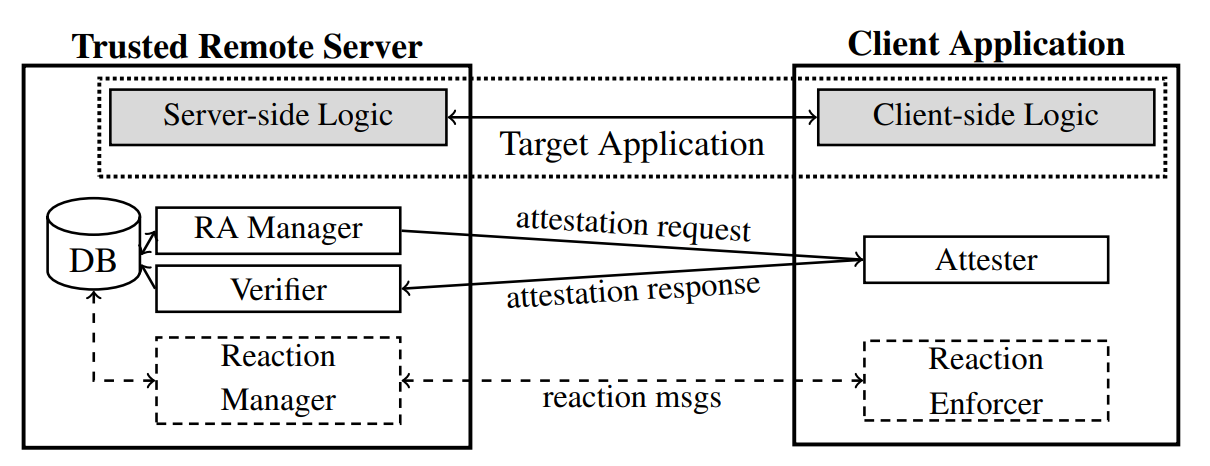 Trusted Remote Server
Client Application
Server-side Logic
Client-side Logic
Target Application
DB
RA Manager
attestation request
Attester
Verifier
attestation response
Reaction
Manager
reaction msgs
Reaction
Enforcer